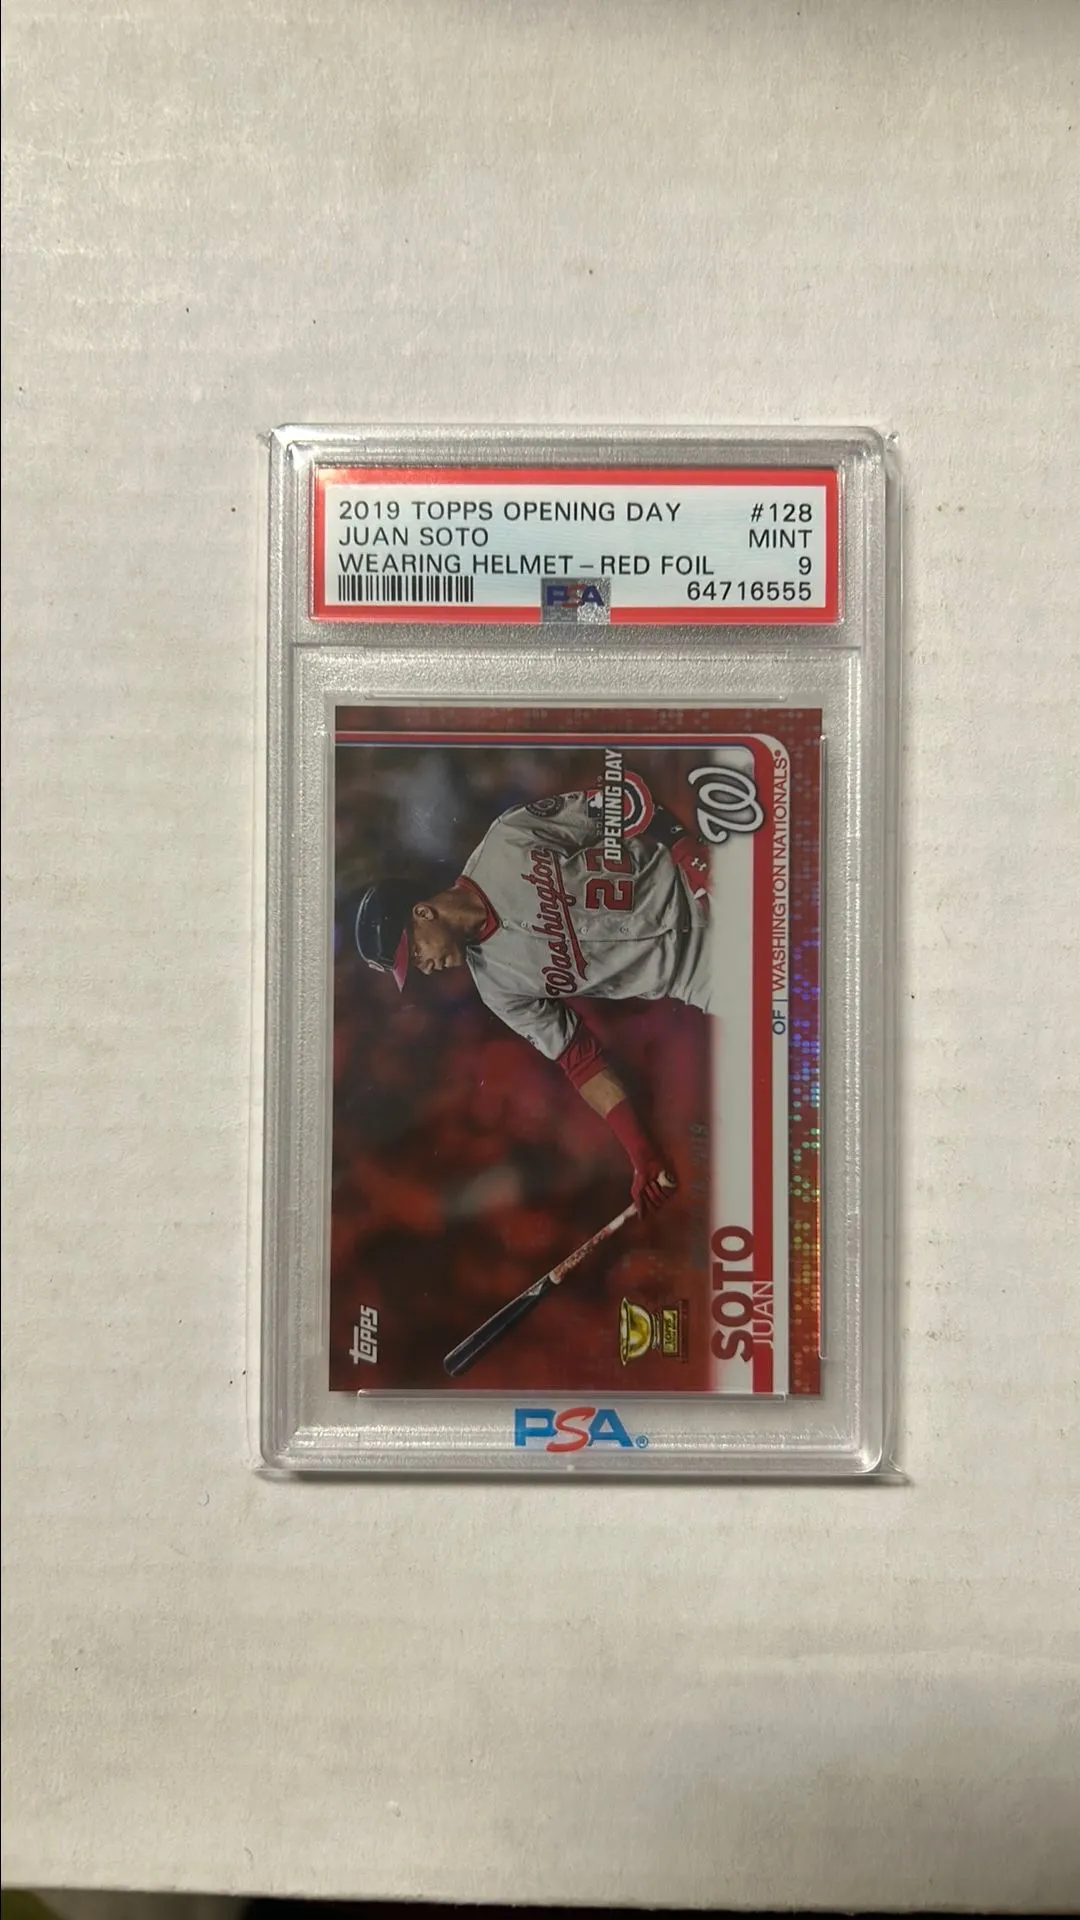 2019 TOPPS OPENING DAY #128
JUAN SOTO MINT
WEARING HELMET - RED FOIL 9
64716555
PSA
OPENING DAY
Washington
22
W
OF | WASHINGTON NATIONALS®
SOTO
JUAN
TOPPS
topps
PSA®